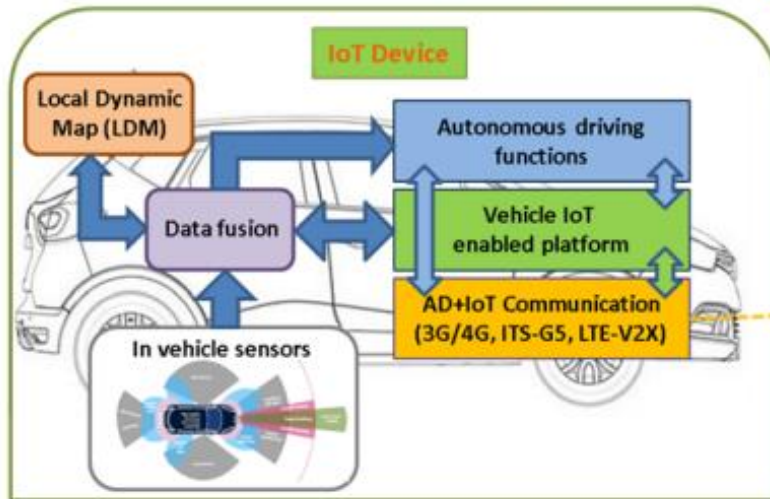 IoT Device
Local Dynamic
Map (LDM)
Autonomous driving
functions
Data fusion
Vehicle IoT
enabled platform
AD+IoT Communication
(3G/4G, ITS-G5, LTE-V2X)
In vehicle sensors